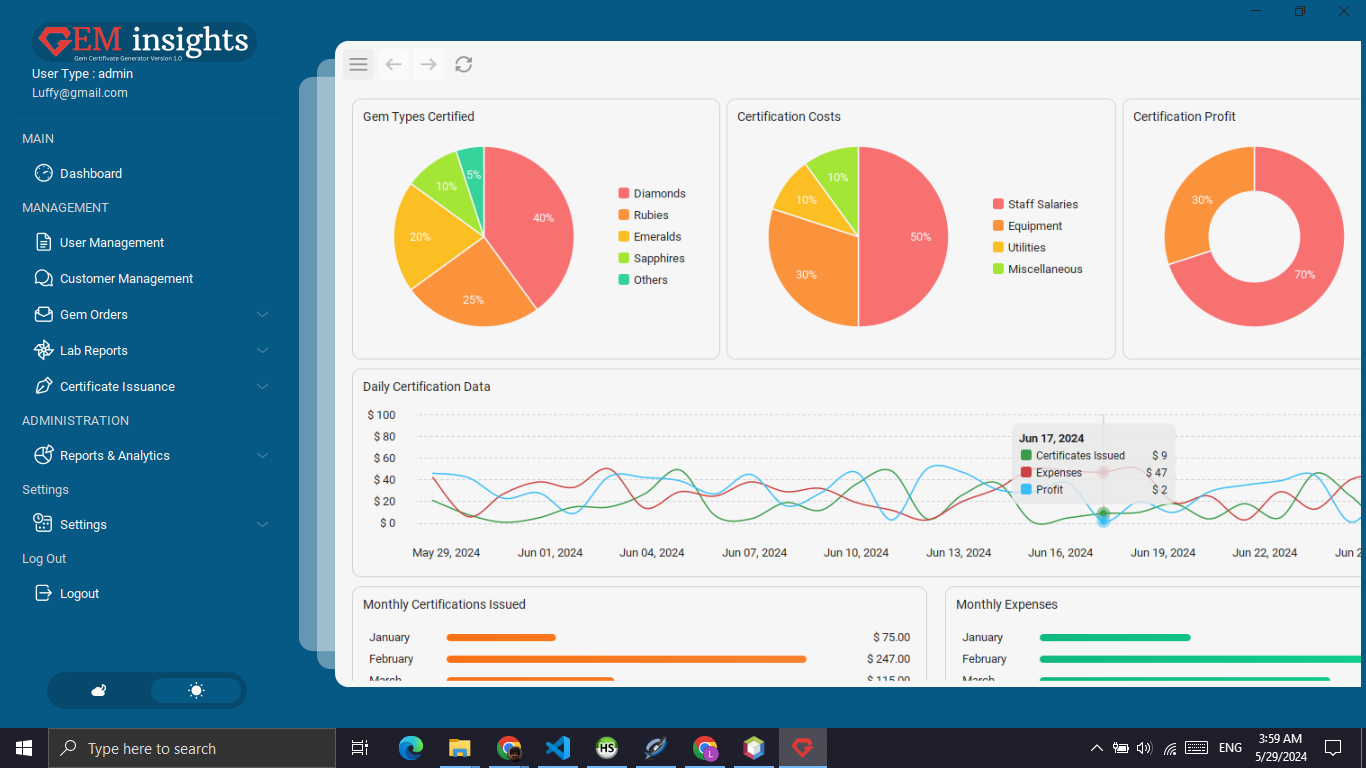 GEM insights
Gem Certifivate Generator Version 1.0
User Type : admin
Luffy@gmail.com
MAIN
Dashboard
MANAGEMENT
User Management
Customer Management
Gem Orders
Lab Reports
Certificate Issuance
ADMINISTRATION
Reports & Analytics
Settings
Settings
Log Out
Logout
Gem Types Certified
40%
25%
20%
10%
5%
Diamonds
Rubies
Emeralds
Sapphires
Others
Certification Costs
50%
30%
10%
10%
Staff Salaries
Equipment
Utilities
Miscellaneous
Certification Profit
30%
70%
Daily Certification Data
$ 100
$ 80
$ 60
$ 40
$ 20
$ 0
Jun 17, 2024
Certificates Issued $ 9
Expenses $ 47
Profit $ 2
May 29, 2024 Jun 01, 2024 Jun 04, 2024 Jun 07, 2024 Jun 10, 2024 Jun 13, 2024 Jun 16, 2024 Jun 19, 2024 Jun 22, 2024 Jun 2
Monthly Certifications Issued
January $ 75.00
February $ 247.00
March $ 115.00
Monthly Expenses
January
February
March
Type here to search
HS
L
ENG
3:59 AM
5/29/2024